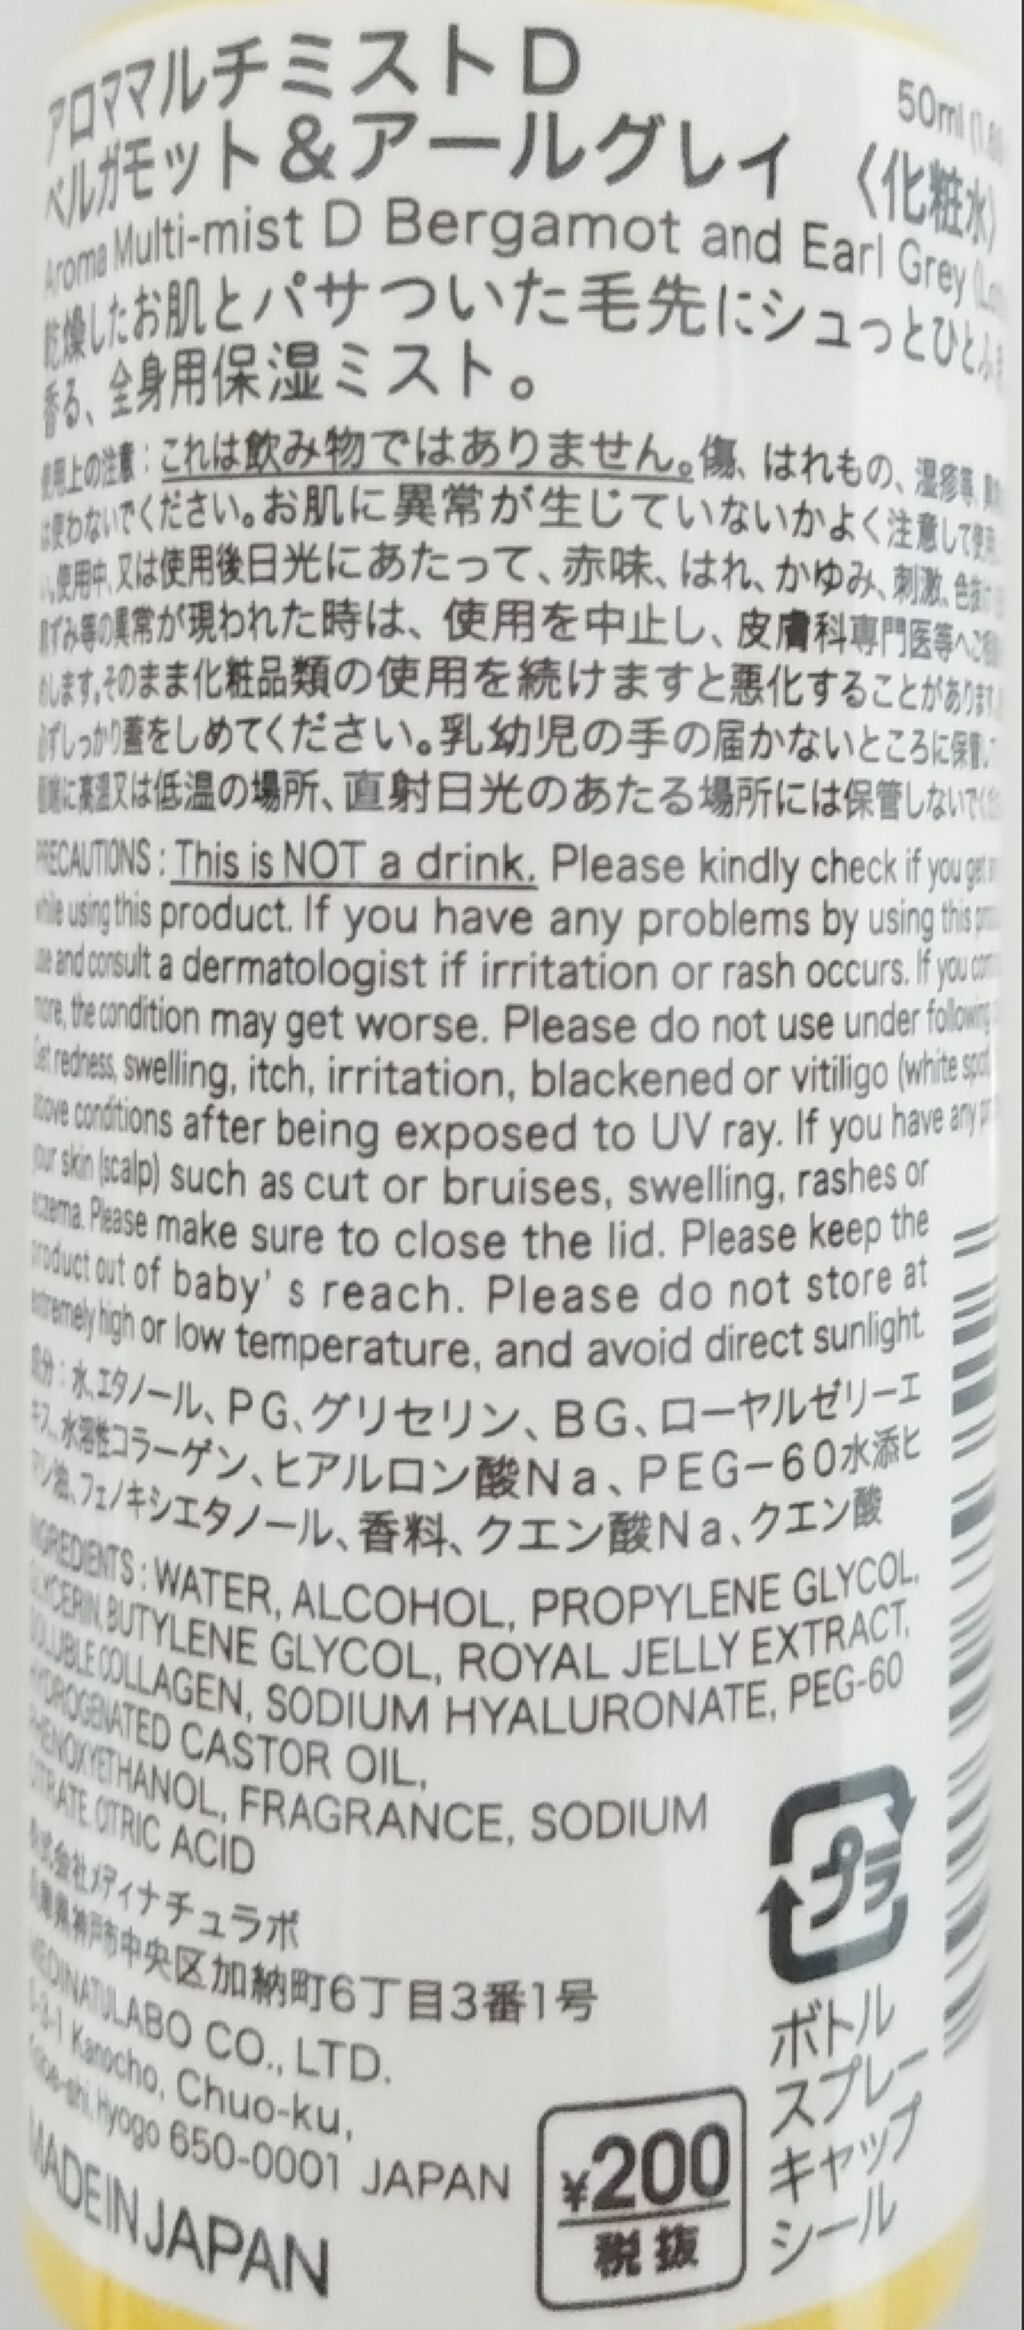 アロママルチミストD
ベルガモット&アールグレイ 〈化粧水〉
50ml
Aroma Multi-mist D Bergamot and Earl Grey
乾燥したお肌とパサついた毛先にシュっとひとふき
香る、全身用保湿ミスト。
使用上の注意:これは飲み物ではありません。傷、はれもの、湿疹等、
は使わないでください。お肌に異常が生じていないかよく注意して使用
い。使用中、又は使用後日光にあたって、赤味、はれ、かゆみ、刺激、色抜け
黒ずみ等の異常が現われた時は、使用を中止し、皮膚科専門医等へご相談
めします。そのまま化粧品類の使用を続けますと悪化することがあります。
必ずしっかり蓋をしめてください。乳幼児の手の届かないところに保管し
極端に高温又は低温の場所、直射日光のあたる場所には保管しないで
PRECAUTIONS : This is NOT a drink. Please kindly check if you get
while using this product. If you have any problems by using this
use and consult a dermatologist if irritation or rash occurs. If you
more, the condition may get worse. Please do not use under following
Get redness, swelling, itch, irritation, blackened or vitiligo (white spot)
above conditions after being exposed to UV ray. If you have any
your skin (scalp) such as cut or bruises, swelling, rashes or
eczema. Please make sure to close the lid. Please keep the
product out of baby's reach. Please do not store at
extremely high or low temperature, and avoid direct sunlight.
成分:水、エタノール、PG、グリセリン、BG、ローヤルゼリーエ
キス、水溶性コラーゲン、ヒアルロン酸Na、PEG-60水添ヒ
マシ油、フェノキシエタノール、香料、クエン酸Na、クエン酸
INGREDIENTS : WATER, ALCOHOL, PROPYLENE GLYCOL,
GLYCERIN, BUTYLENE GLYCOL, ROYAL JELLY EXTRACT,
SOLUBLE COLLAGEN, SODIUM HYALURONATE, PEG-60
HYDROGENATED CASTOR OIL,
PHENOXYETHANOL, FRAGRANCE, SODIUM
CITRATE, CITRIC ACID
株式会社メディナチュラボ
兵庫県神戸市中央区加納町6丁目3番1号
MEDINATULABO CO., LTD.
6-3-1 Kanocho, Chuo-ku,
Kobe-shi, Hyogo 650-0001 JAPAN
MADE IN JAPAN
¥200
税抜
プラ
ボトル
スプレー
キャップ
シール